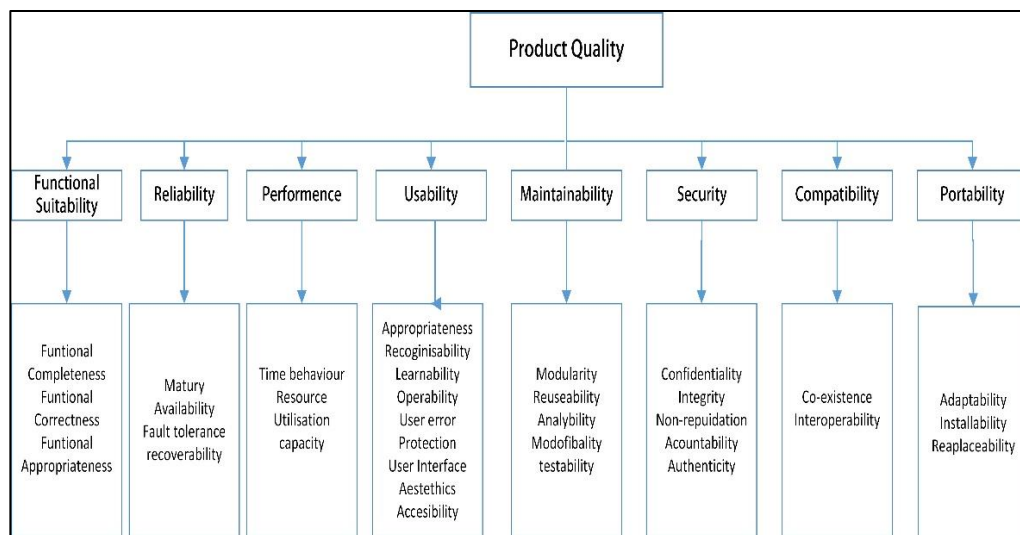 Product Quality
Functional
Suitability
Reliability
Performence
Usability
Maintainability
Security
Compatibility
Portability
Funtional
Completeness
Funtional
Correctness
Funtional
Appropriateness
Matury
Availability
Fault tolerance
recoverability
Time behaviour
Resource
Utilisation
capacity
Appropriateness
Recoginisability
Learnability
Operability
User error
Protection
User Interface
Aestethics
Accesibility
Modularity
Reuseability
Analybility
Modofibality
testability
Confidentiality
Integrity
Non-repuidation
Acountability
Authenticity
Co-existence
Interoperability
Adaptability
Installability
Reaplaceability